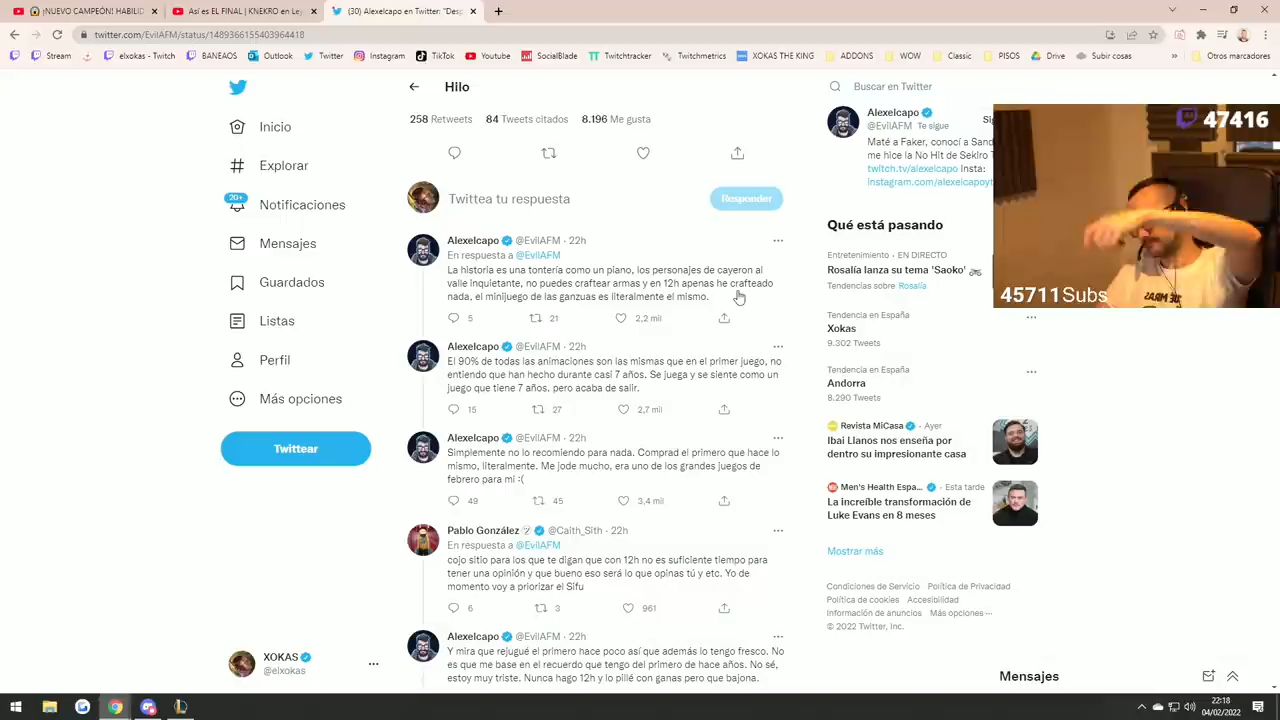 ¡NUEVO CAMPEÓN HABILID
Así es EL FINAL | KNEKRO en Le
(30) Alexelcapo en Twitter: "Des
twitter.com/EvilAFM/status/1489366155403964418
Stream
elxokas - Twitch
BANEAOS
Outlook
Twitter
Instagram
TikTok
Youtube
SocialBlade
Twitchtracker
Twitchmetrics
XOKAS THE KING
ADDONS
WOW
Classic
PISOS
Drive
Subir cosas
»
Otros marcadores
Inicio
Explorar
20+
Notificaciones
Mensajes
Guardados
Listas
Perfil
Más opciones
Twittear
XOKAS
@elxokas
Hilo
258 Retweets 84 Tweets citados 8.196 Me gusta
Twittea tu respuesta
Responder
Alexelcapo @EvilAFM · 22h
En respuesta a @EvilAFM
La historia es una tontería como un piano, los personajes de cayeron al
valle inquietante, no puedes craftear armas y en 12h apenas he crafteado
nada, el minijuego de las ganzuas es literalmente el mismo.
5 21 2,2 mil
Alexelcapo @EvilAFM · 22h
El 90% de todas las animaciones son las mismas que en el primer juego, no
entiendo que han hecho durante casi 7 años. Se juega y se siente como un
juego que tiene 7 años, pero acaba de salir.
15 27 2,7 mil
Alexelcapo @EvilAFM · 22h
Simplemente no lo recomiendo para nada. Comprad el primero que hace lo
mismo, literalmente. Me jode mucho, era uno de los grandes juegos de
febrero para mi :(
49 45 3,4 mil
Pablo González @Caith_Sith · 22h
En respuesta a @EvilAFM
cojo sitio para los que te digan que con 12h no es suficiente tiempo para
tener una opinión y que bueno eso será lo que opinas tú y etc. Yo de
momento voy a priorizar el Sifu
6 3 961
Alexelcapo @EvilAFM · 22h
Y mira que rejugué el primero hace poco así que además lo tengo fresco. No
es que me base en el recuerdo que tengo del primero de hace años. No sé,
estoy muy triste. Nunca hago 12h y lo pillé con ganas pero que bajona.
Buscar en Twitter
Alexelcapo
@EvilAFM Te sigue
Maté a Faker, conocí a Sand
me hice la No Hit de Sekiro T
twitch.tv/alexelcapo Insta:
instagram.com/alexelcapoyt
47416
45711Subs
Qué está pasando
Entretenimiento · EN DIRECTO
Rosalía lanza su tema 'Saoko'
Tendencias sobre Rosalía
Tendencia en España
Xokas
9.302 Tweets
Tendencia en España
Andorra
8.290 Tweets
Revista MiCasa · Ayer
Ibai Llanos nos enseña por
dentro su impresionante casa
Men's Health Espa... · Esta tarde
La increíble transformación de
Luke Evans en 8 meses
Mostrar más
Condiciones de Servicio Política de Privacidad
Política de cookies Accesibilidad
Información de anuncios Más opciones ···
© 2022 Twitter, Inc.
Mensajes
22:18
04/02/2022